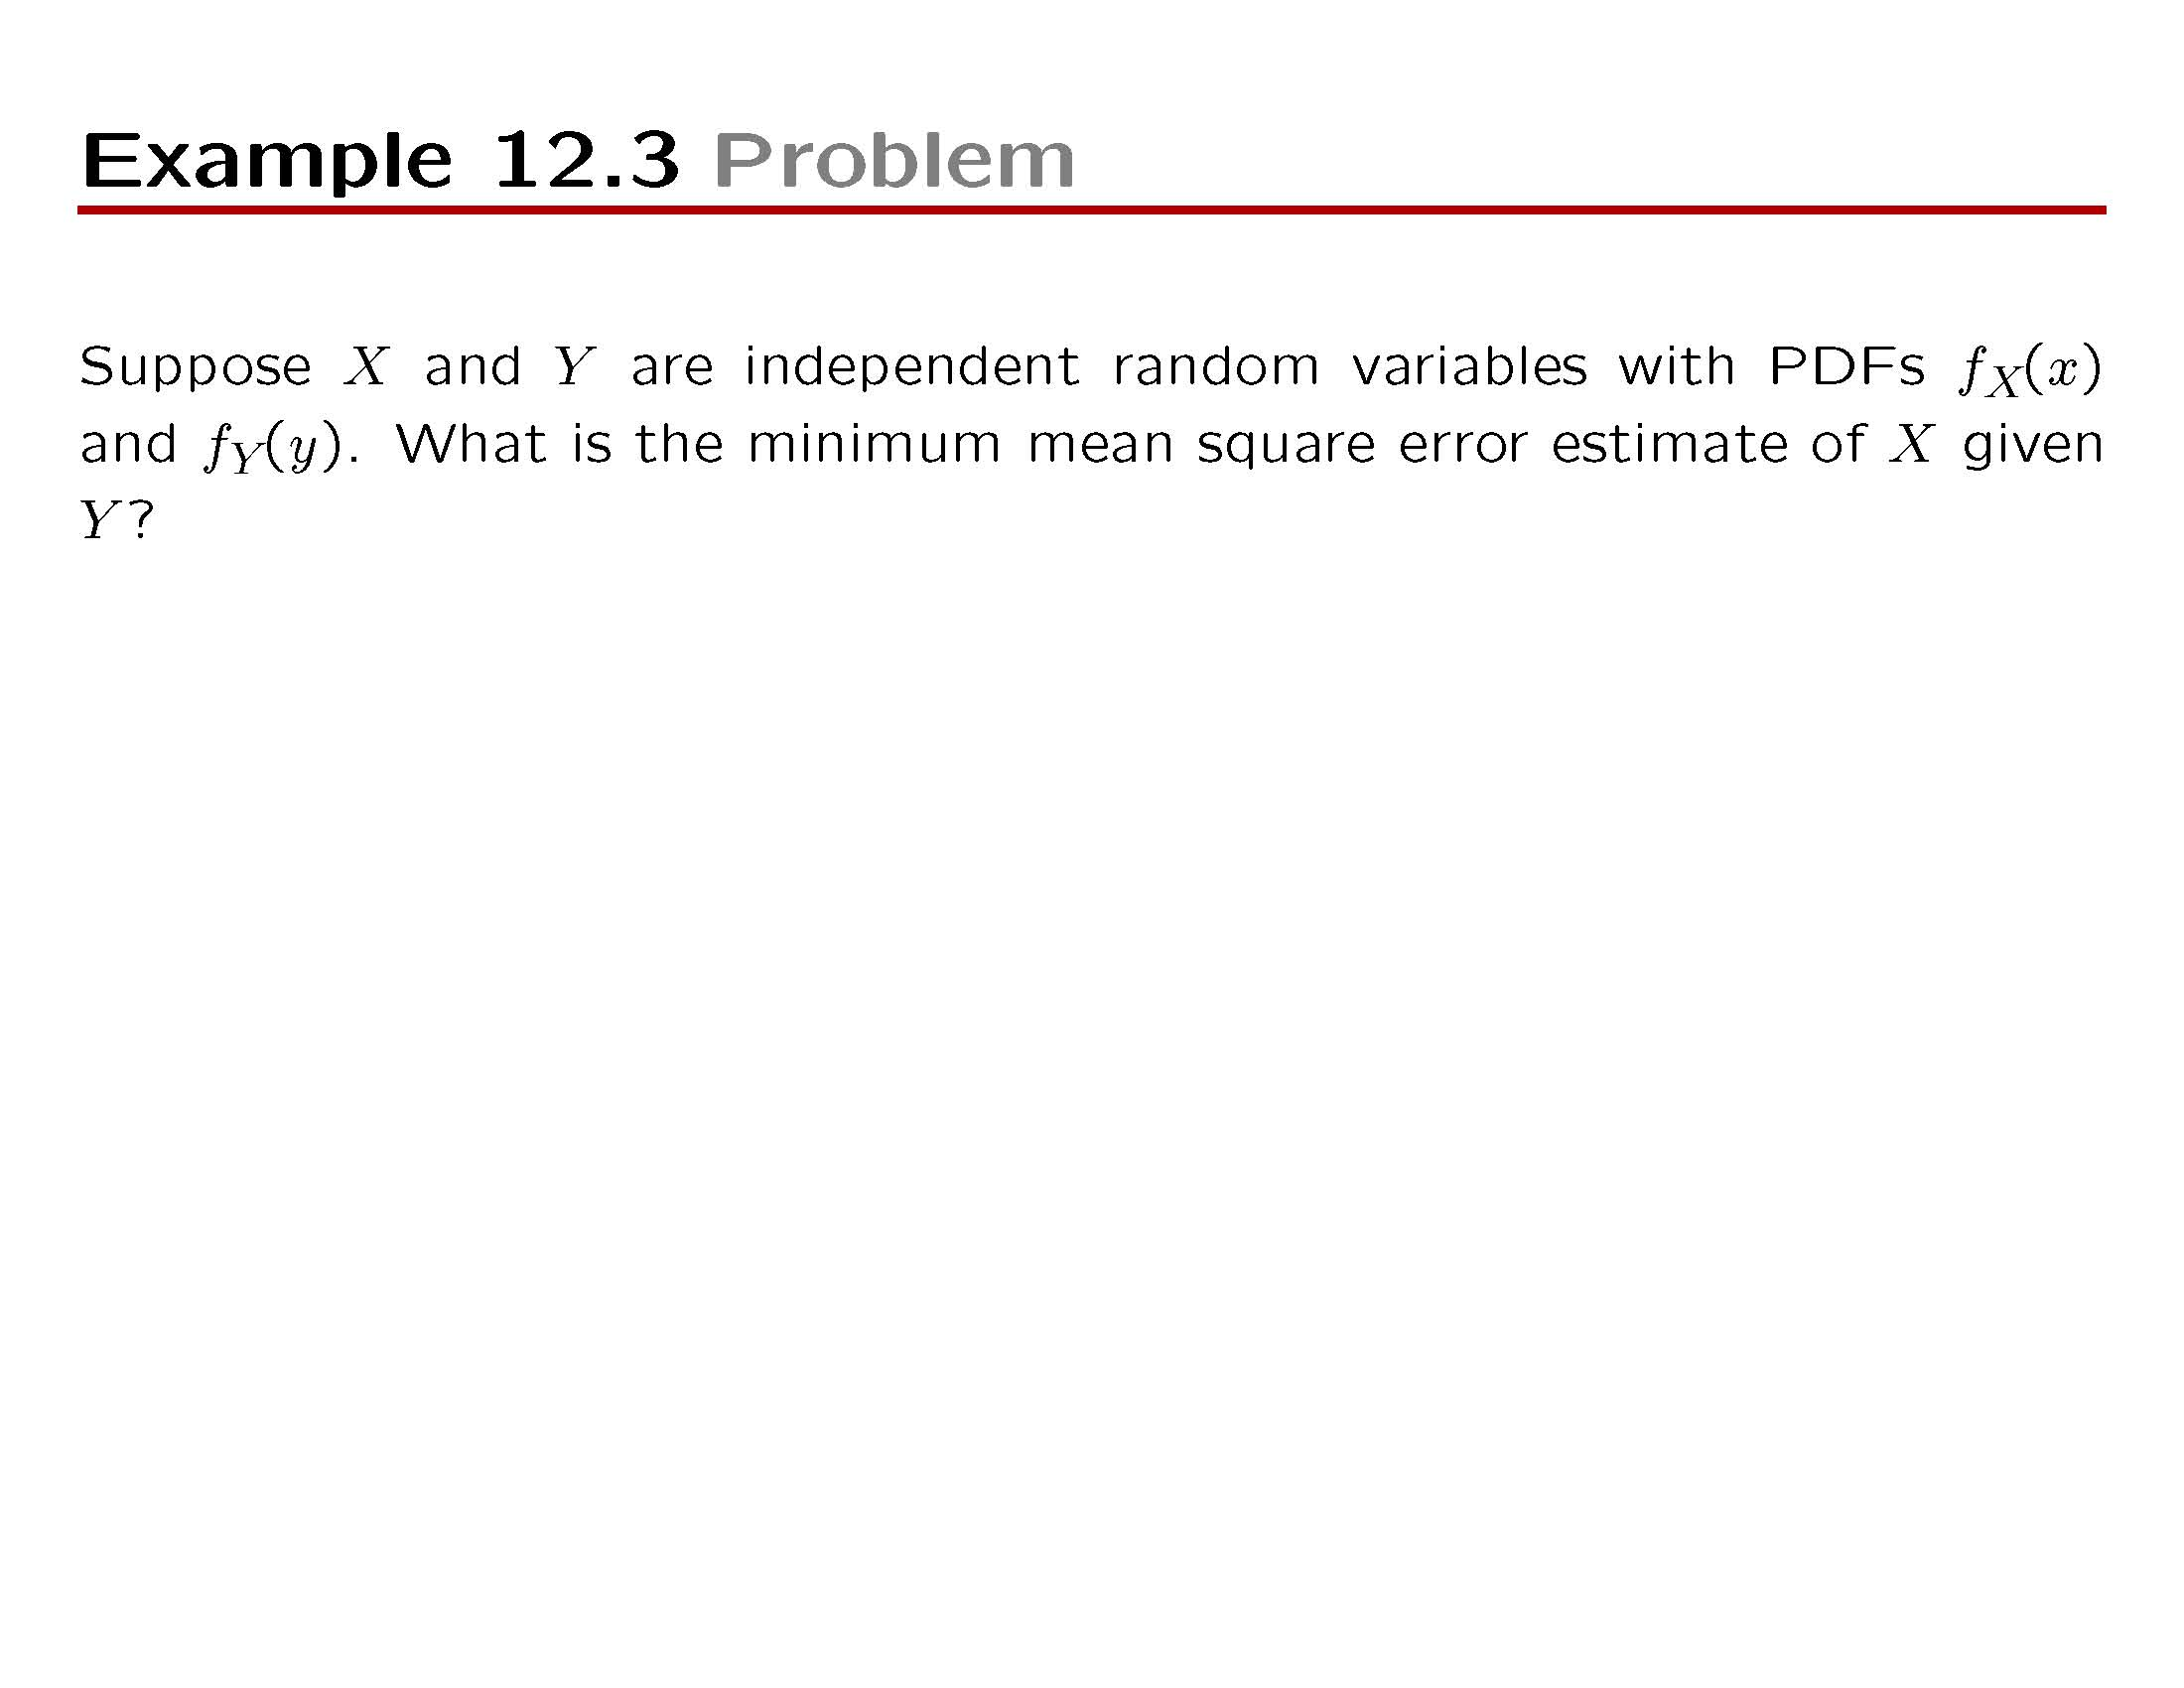 Example 12.3 Problem
Suppose X and Y are independent random variables with PDFs f_X(x)
and f_Y(y). What is the minimum mean square error estimate of X given
Y?